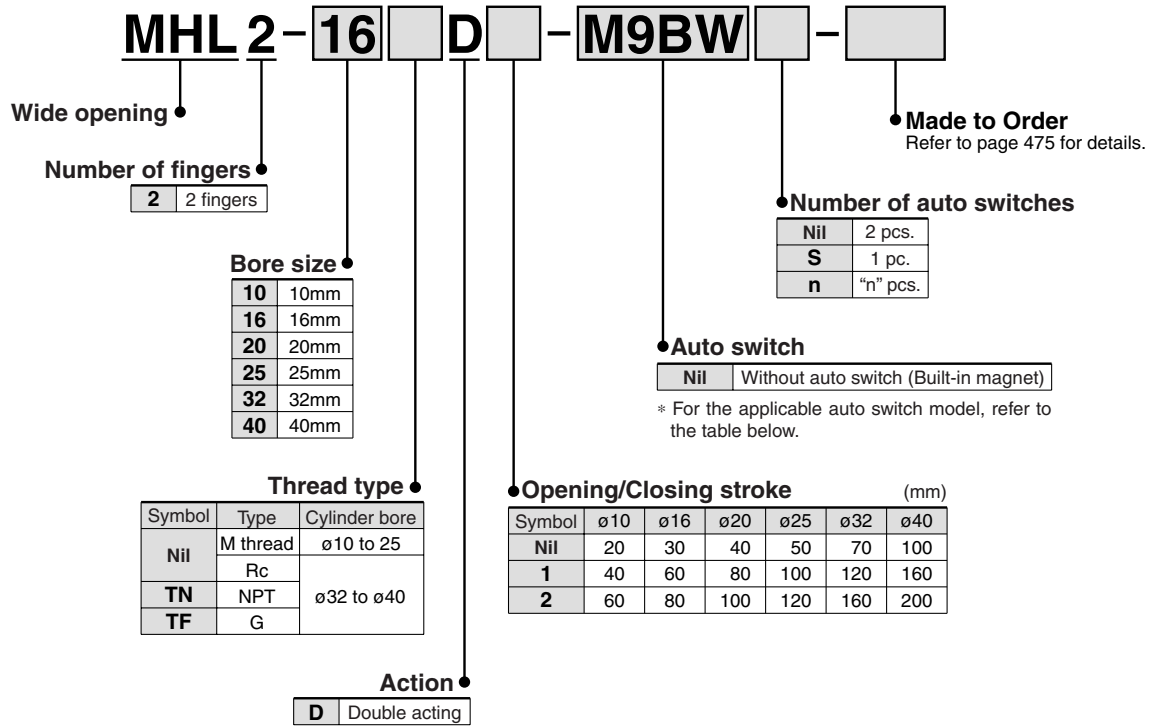 MHL 2 - 16 D - M9BW -
Wide opening
Made to Order
Refer to page 475 for details.
Number of fingers
2 2 fingers
Number of auto switches
Nil 2 pcs.
S 1 pc.
n “n” pcs.
Bore size
10 10mm
16 16mm
20 20mm
25 25mm
32 32mm
40 40mm
Auto switch
Nil Without auto switch (Built-in magnet)
* For the applicable auto switch model, refer to
the table below.
Thread type
Symbol Type Cylinder bore
Nil M thread ø10 to 25
Rc ø32 to ø40
TN NPT
TF G
Opening/Closing stroke (mm)
Symbol ø10 ø16 ø20 ø25 ø32 ø40
Nil 20 30 40 50 70 100
1 40 60 80 100 120 160
2 60 80 100 120 160 200
Action
D Double acting